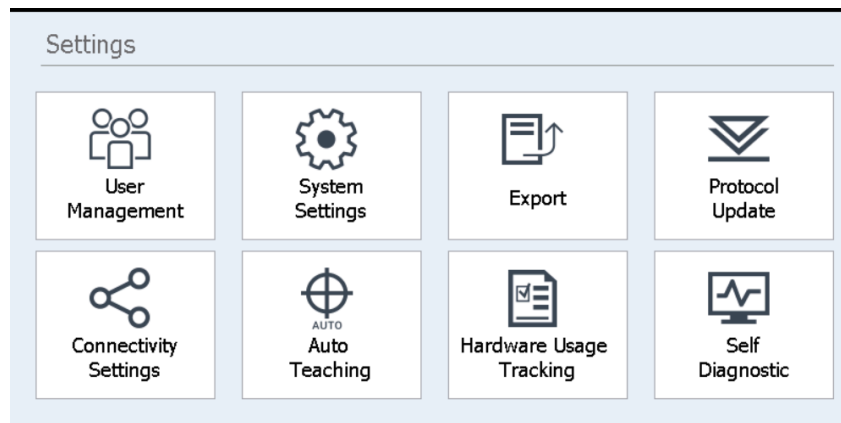 Settings
User
Management
System
Settings
Export
Protocol
Update
Connectivity
Settings
AUTO
Auto
Teaching
Hardware Usage
Tracking
Self
Diagnostic